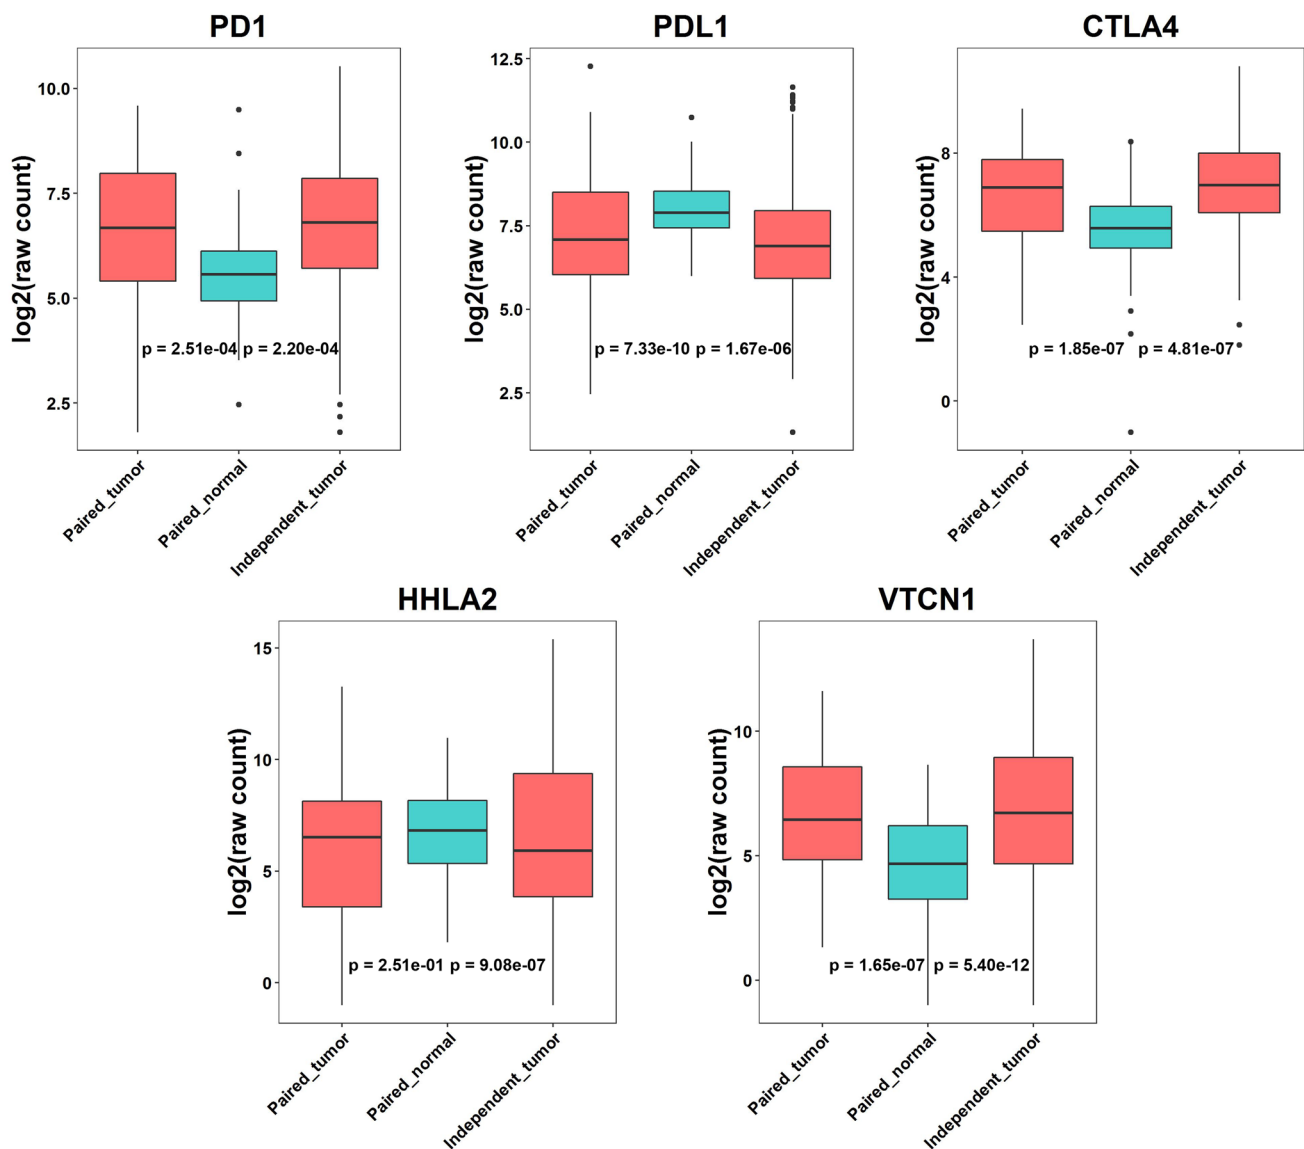 PD1
log2(raw count)
10.0
7.5
5.0
2.5
p = 2.51e-04 p = 2.20e-04
Paired_tumor
Paired_normal
Independent_tumor
PDL1
log2(raw count)
12.5
10.0
7.5
5.0
2.5
p = 7.33e-10 p = 1.67e-06
Paired_tumor
Paired_normal
Independent_tumor
CTLA4
log2(raw count)
8
4
0
p = 1.85e-07 p = 4.81e-07
Paired_tumor
Paired_normal
Independent_tumor
HHLA2
log2(raw count)
15
10
5
0
p = 2.51e-01 p = 9.08e-07
Paired_tumor
Paired_normal
Independent_tumor
VTCN1
log2(raw count)
10
5
0
p = 1.65e-07 p = 5.40e-12
Paired_tumor
Paired_normal
Independent_tumor